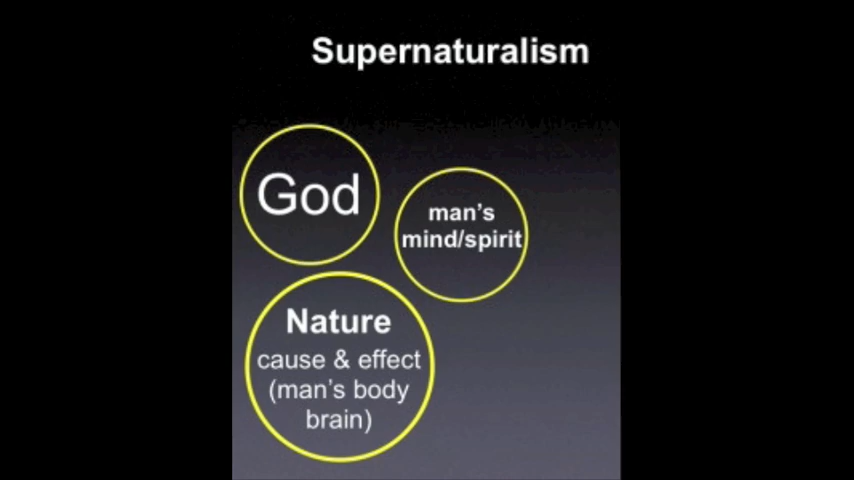 Supernaturalism
God
man's
mind/spirit
Nature
cause & effect
(man's body
brain)